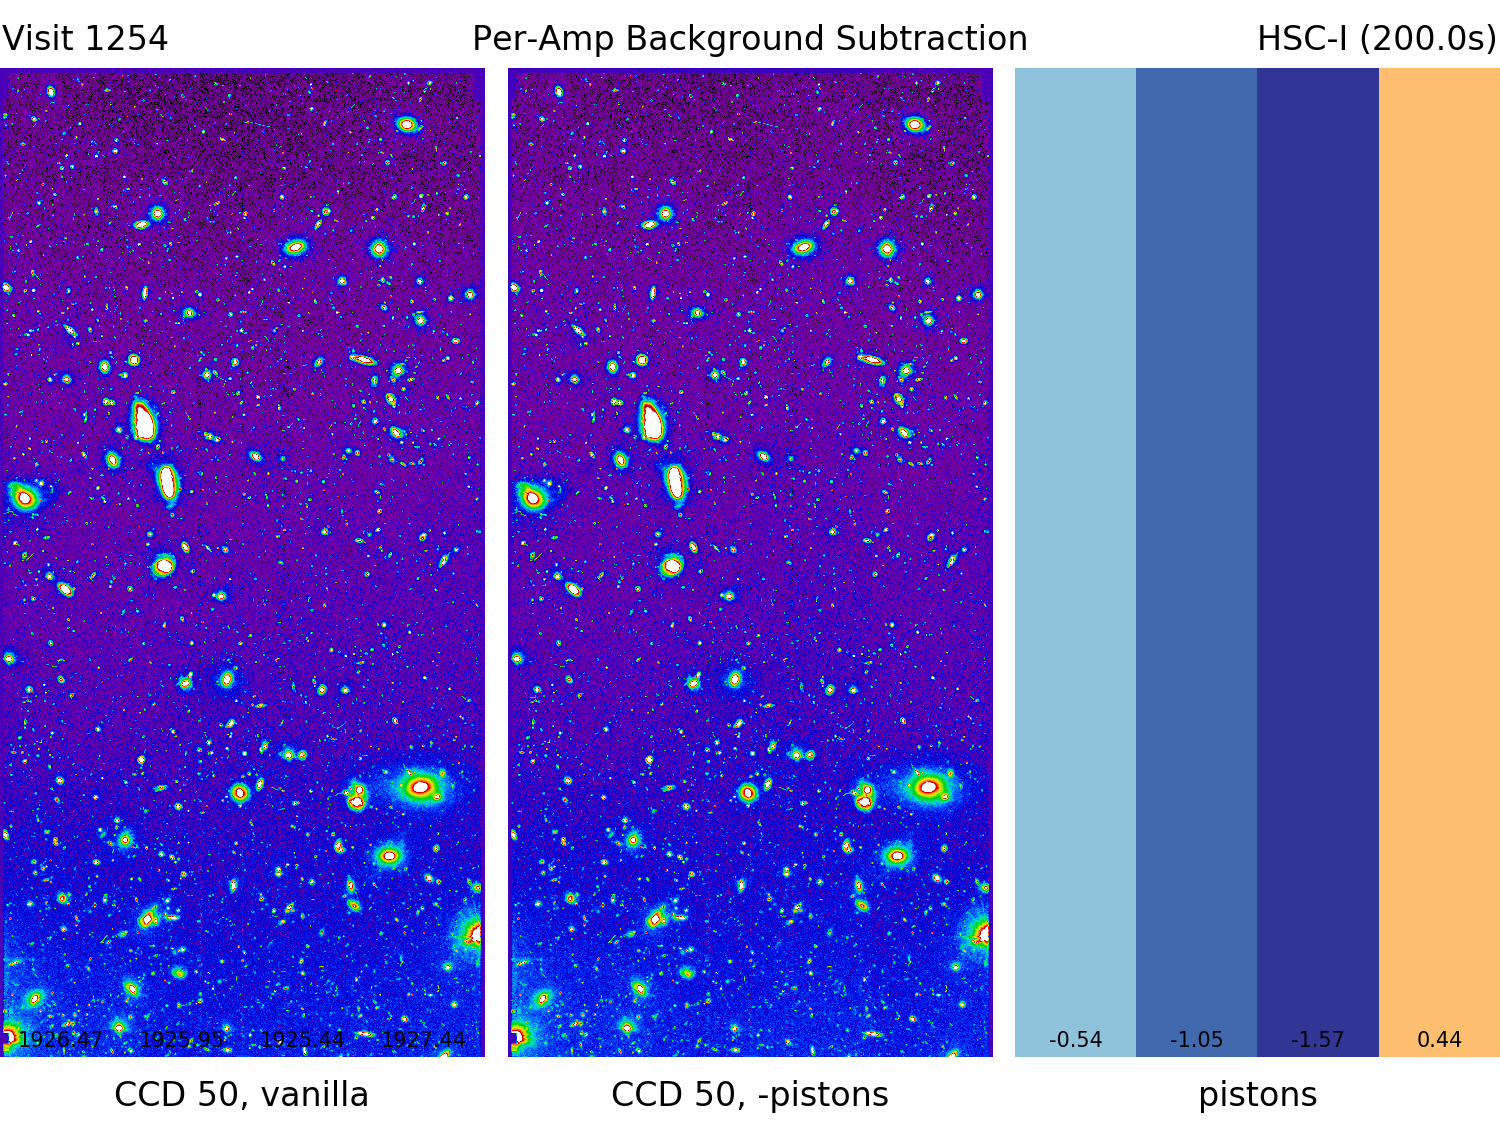 Visit 1254 Per-Amp Background Subtraction HSC-I (200.0s)
1926.47 1925.95 1925.44 1927.44 -0.54 -1.05 -1.57 0.44
CCD 50, vanilla CCD 50, -pistons pistons